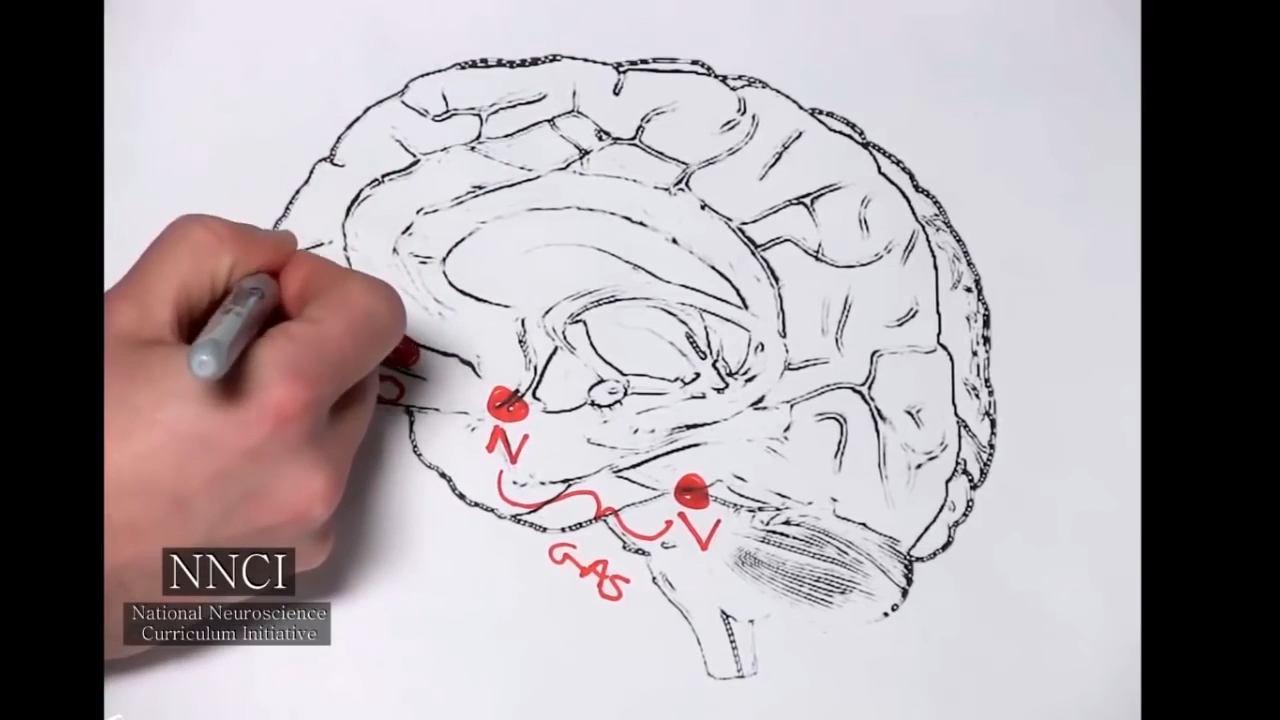 N
V
GAS
NNCI
National Neuroscience
Curriculum Initiative